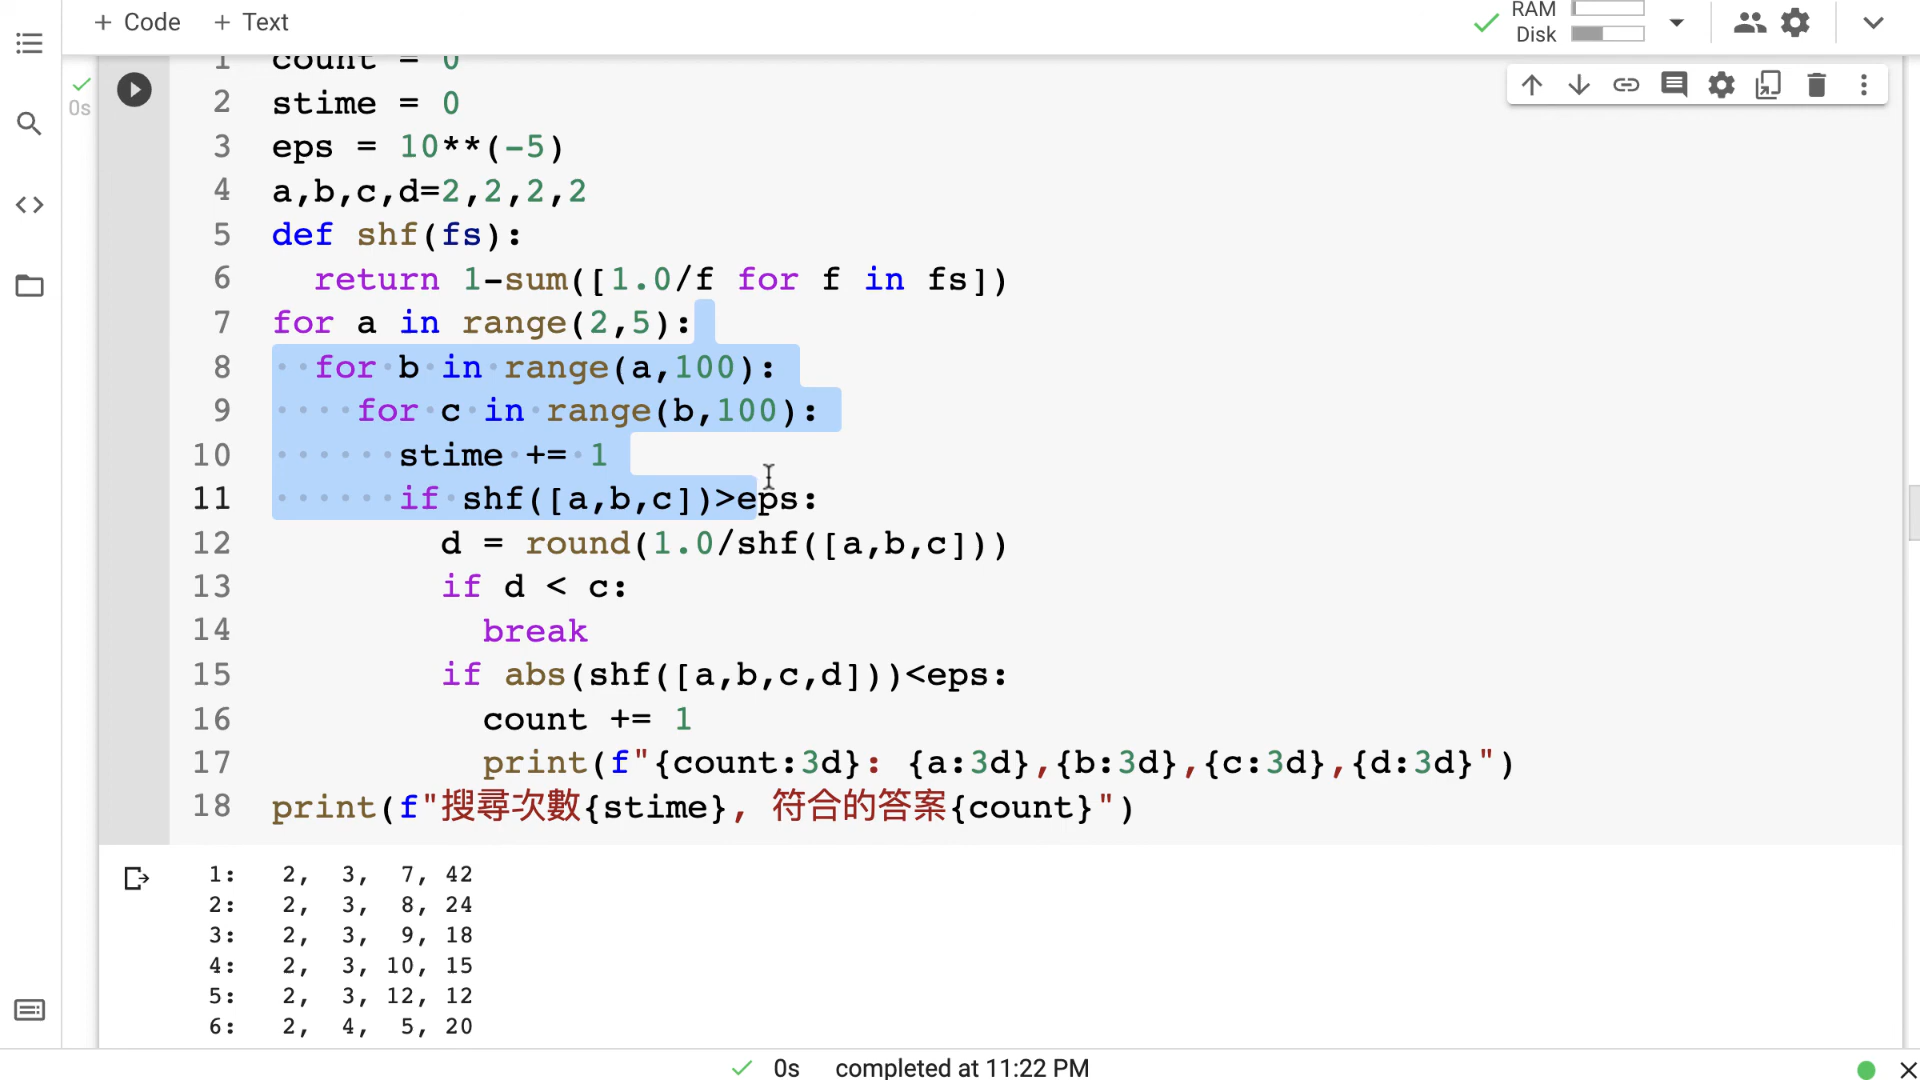 + Code + Text
RAM
Disk
0s
1 count = 0
2 stime = 0
3 eps = 10**(-5)
4 a,b,c,d=2,2,2,2
5 def shf(fs):
6 return 1-sum([1.0/f for f in fs])
7 for a in range(2,5):
8 for b in range(a,100):
9 for c in range(b,100):
10 stime += 1
11 if shf([a,b,c])>eps:
12 d = round(1.0/shf([a,b,c]))
13 if d < c:
14 break
15 if abs(shf([a,b,c,d]))<eps:
16 count += 1
17 print(f"{count:3d}: {a:3d},{b:3d},{c:3d},{d:3d}")
18 print(f"搜尋次數{stime}, 符合的答案{count}")
1: 2, 3, 7, 42
2: 2, 3, 8, 24
3: 2, 3, 9, 18
4: 2, 3, 10, 15
5: 2, 3, 12, 12
6: 2, 4, 5, 20
0s completed at 11:22 PM